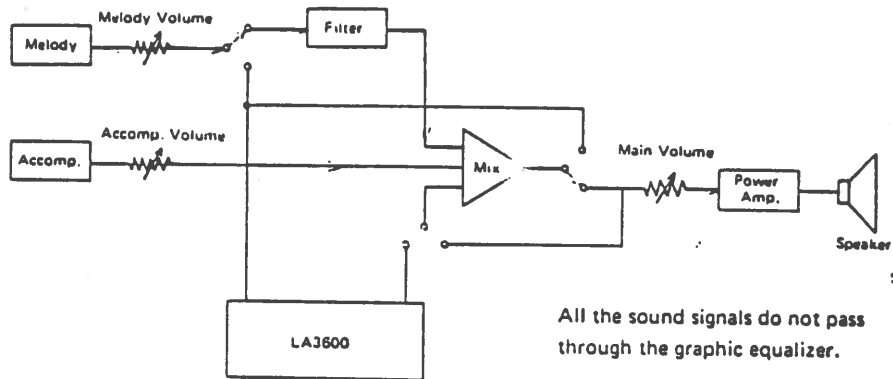 Melody Volume
Filter
Melody
Accomp. Volume
Accomp.
Mix
Main Volume
Power
Amp.
Speaker
LA3600
All the sound signals do not pass
through the graphic equalizer.